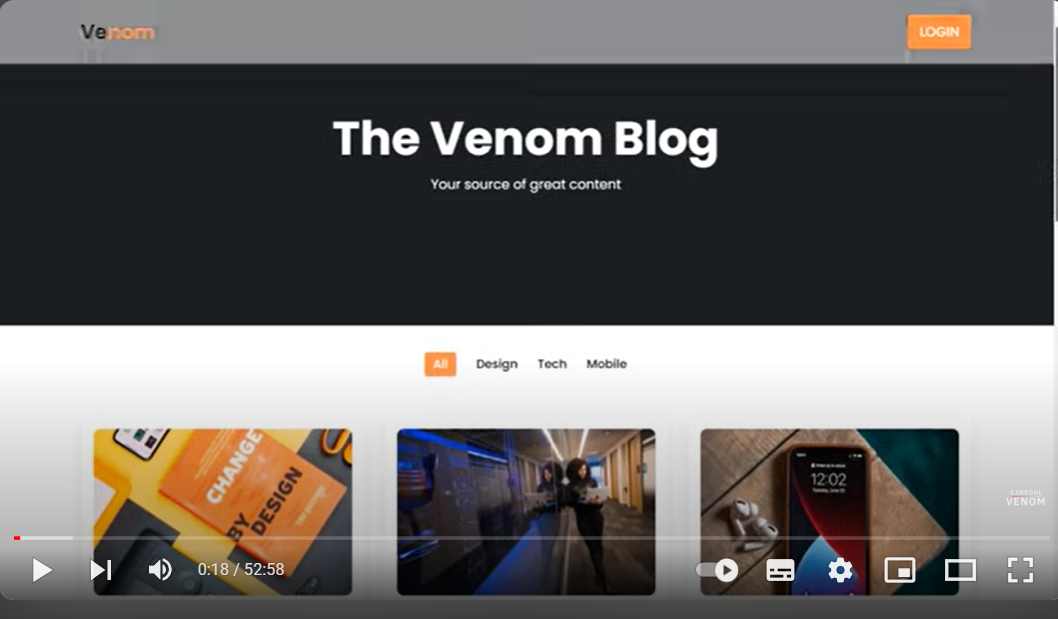 Venom
LOGIN
The Venom Blog
Your source of great content
All Design Tech Mobile
CHANGE
BY
DESIGN
12:02
CARPOOL
VENOM
0:18 / 52:58